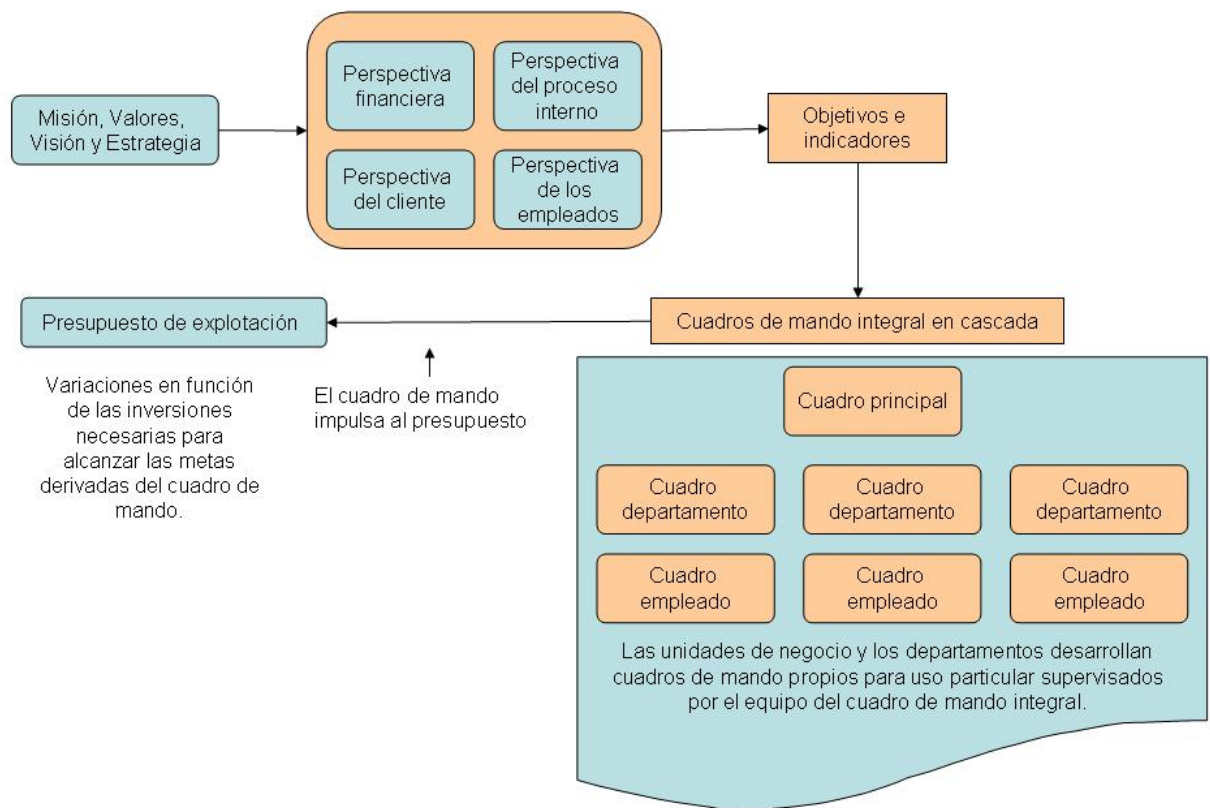 Misión, Valores,
Visión y Estrategia
Perspectiva
financiera
Perspectiva
del proceso
interno
Perspectiva
del cliente
Perspectiva
de los
empleados
Objetivos e
indicadores
Presupuesto de explotación
Cuadros de mando integral en cascada
Variaciones en función
de las inversiones
necesarias para
alcanzar las metas
derivadas del cuadro de
mando.
El cuadro de mando
impulsa al presupuesto
Cuadro principal
Cuadro
departamento
Cuadro
departamento
Cuadro
departamento
Cuadro
empleado
Cuadro
empleado
Cuadro
empleado
Las unidades de negocio y los departamentos desarrollan
cuadros de mando propios para uso particular supervisados
por el equipo del cuadro de mando integral.